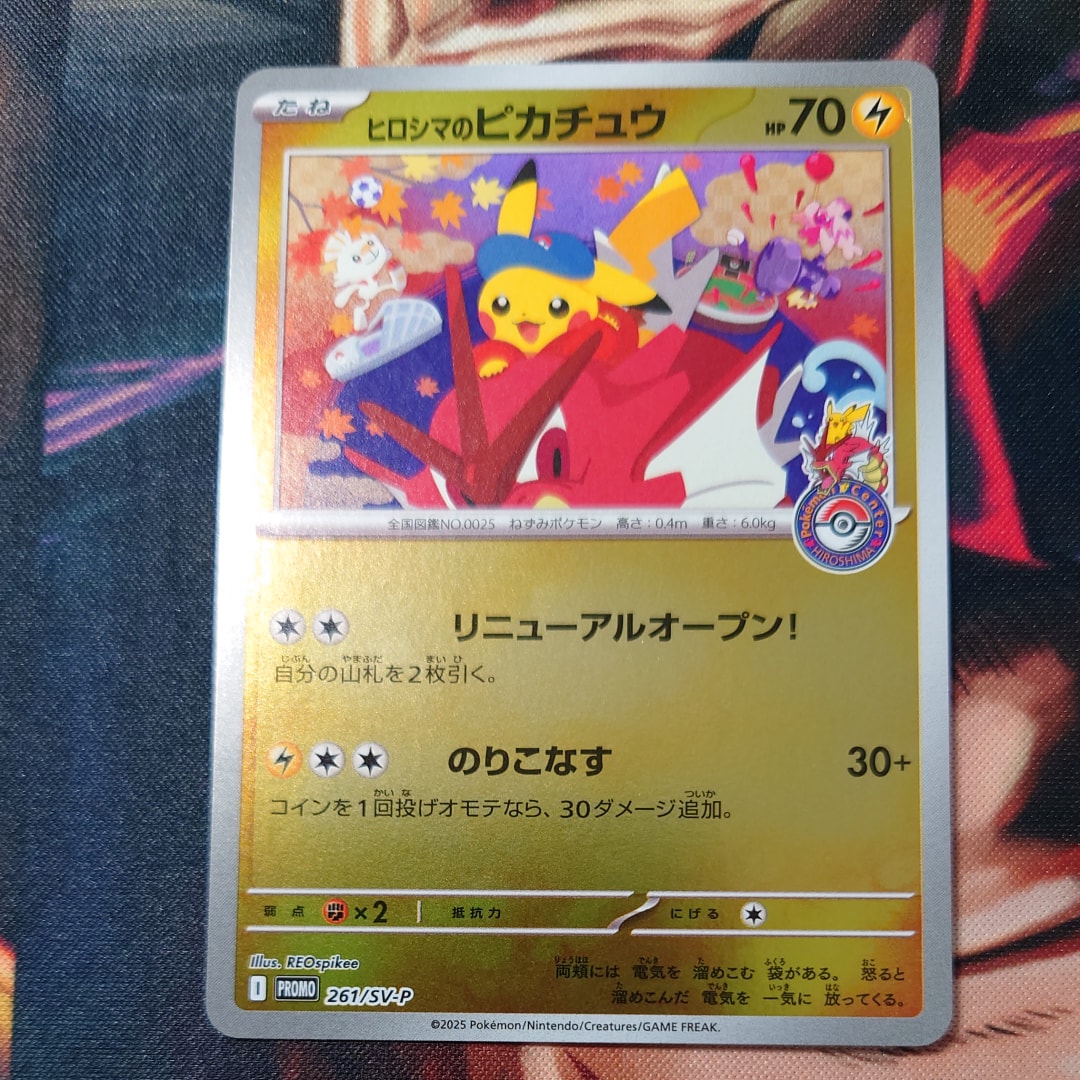 たね
ヒロシマのピカチュウ
HP70
Pokémon Center
HIROSHIMA
全国図鑑NO.0025 ねずみポケモン 高さ:0.4m 重さ:6.0kg
リニューアルオープン!
自分の山札を2枚引く。
のりこなす 30+
コインを1回投げオモテなら、30ダメージ追加。
弱点 ×2 抵抗力 にげる
Illus. REOspikee
I PROMO 261/SV-P
両頬には 電気を 溜めこむ 袋がある。 怒ると
溜めこんだ 電気を 一気に 放ってくる。
©2025 Pokémon/Nintendo/Creatures/GAME FREAK.